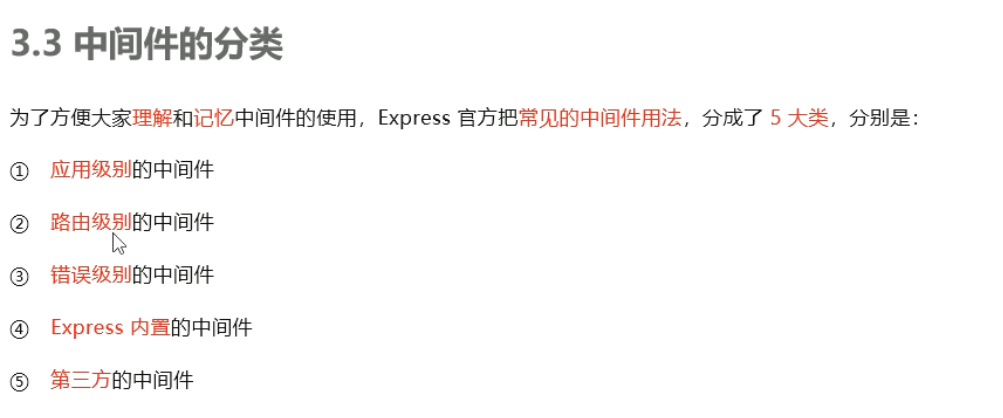 3.3 中间件的分类
为了方便大家理解和记忆中间件的使用，Express 官方把常见的中间件用法，分成了 5 大类，分别是：
① 应用级别的中间件
② 路由级别的中间件
③ 错误级别的中间件
④ Express 内置的中间件
⑤ 第三方的中间件